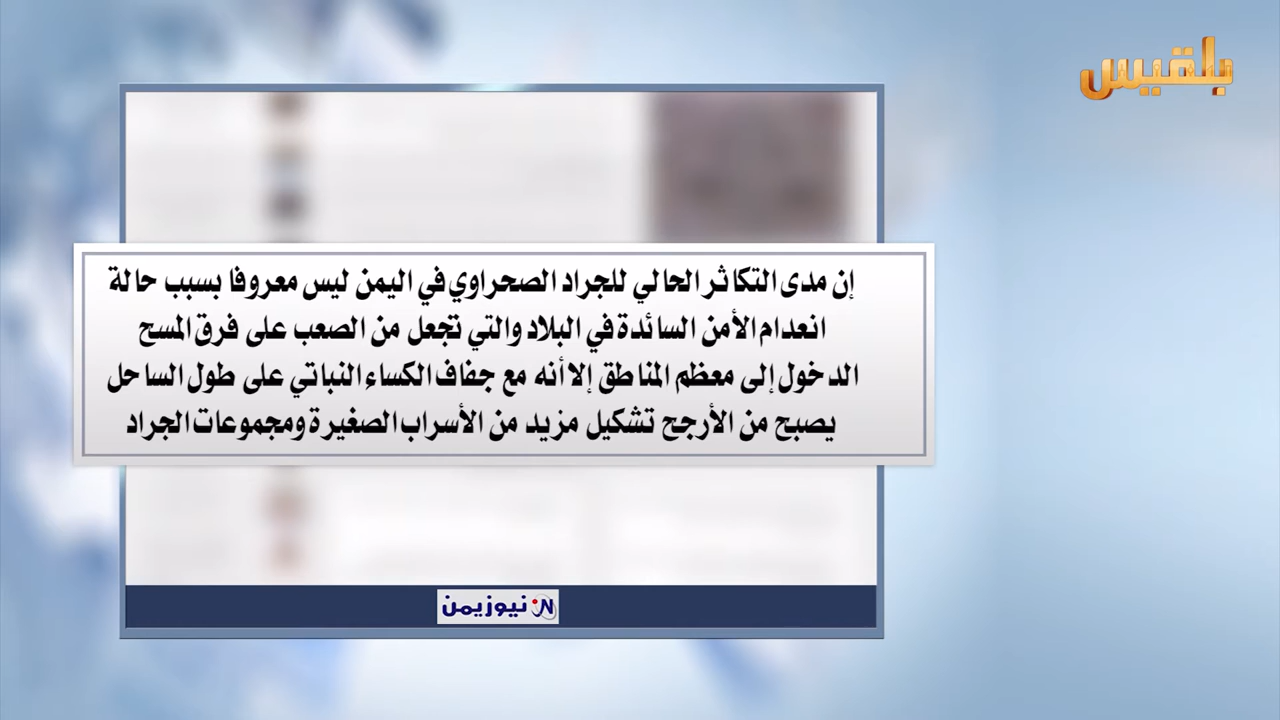 بلقيس
إن مدى التكاثر الحالي للجراد الصحراوي في اليمن ليس معروفا بسبب حالة
انعدام الأمن السائدة في البلاد والتي تجعل من الصعب على فرق المسح
الدخول إلى معظم المناطق إلا أنه مع جفاف الكساء النباتي على طول الساحل
يصبح من الأرجح تشكيل مزيد من الأسراب الصغيرة ومجموعات الجراد
نيوزيمن